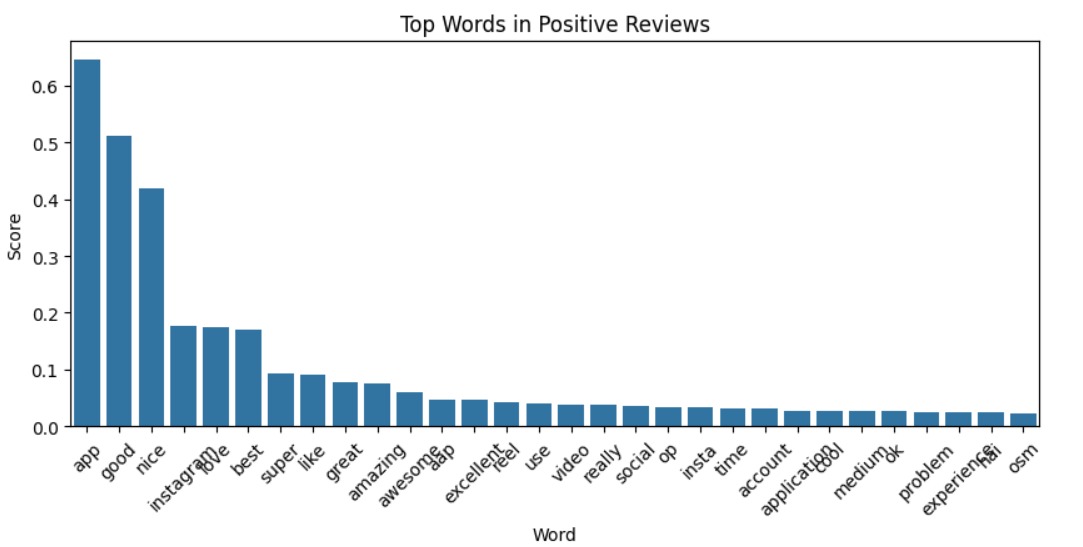 Top Words in Positive Reviews
Score
0.6
0.5
0.4
0.3
0.2
0.1
0.0
app
good
nice
instagram
love
best
super
like
great
amazing
awesome
aap
excellent
reel
use
video
really
social
op
insta
time
account
application
cool
medium
ok
problem
experience
hai
osm
Word